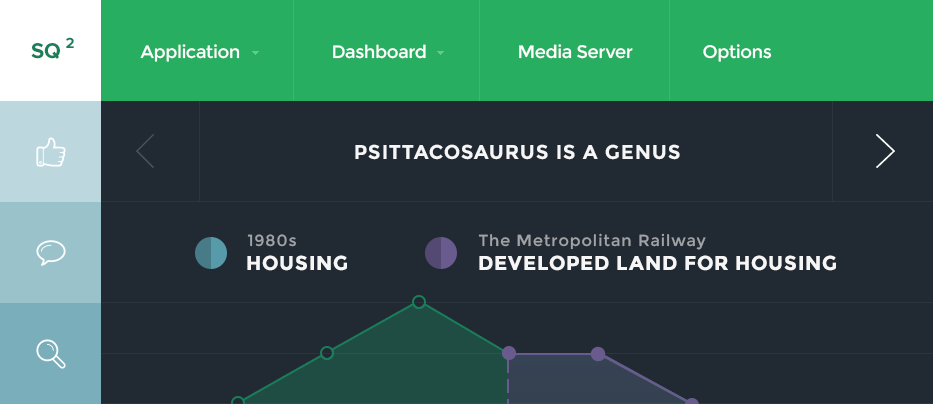 SQ 2
Application
Dashboard
Media Server
Options
PSITTACOSAURUS IS A GENUS
1980s
HOUSING
The Metropolitan Railway
DEVELOPED LAND FOR HOUSING